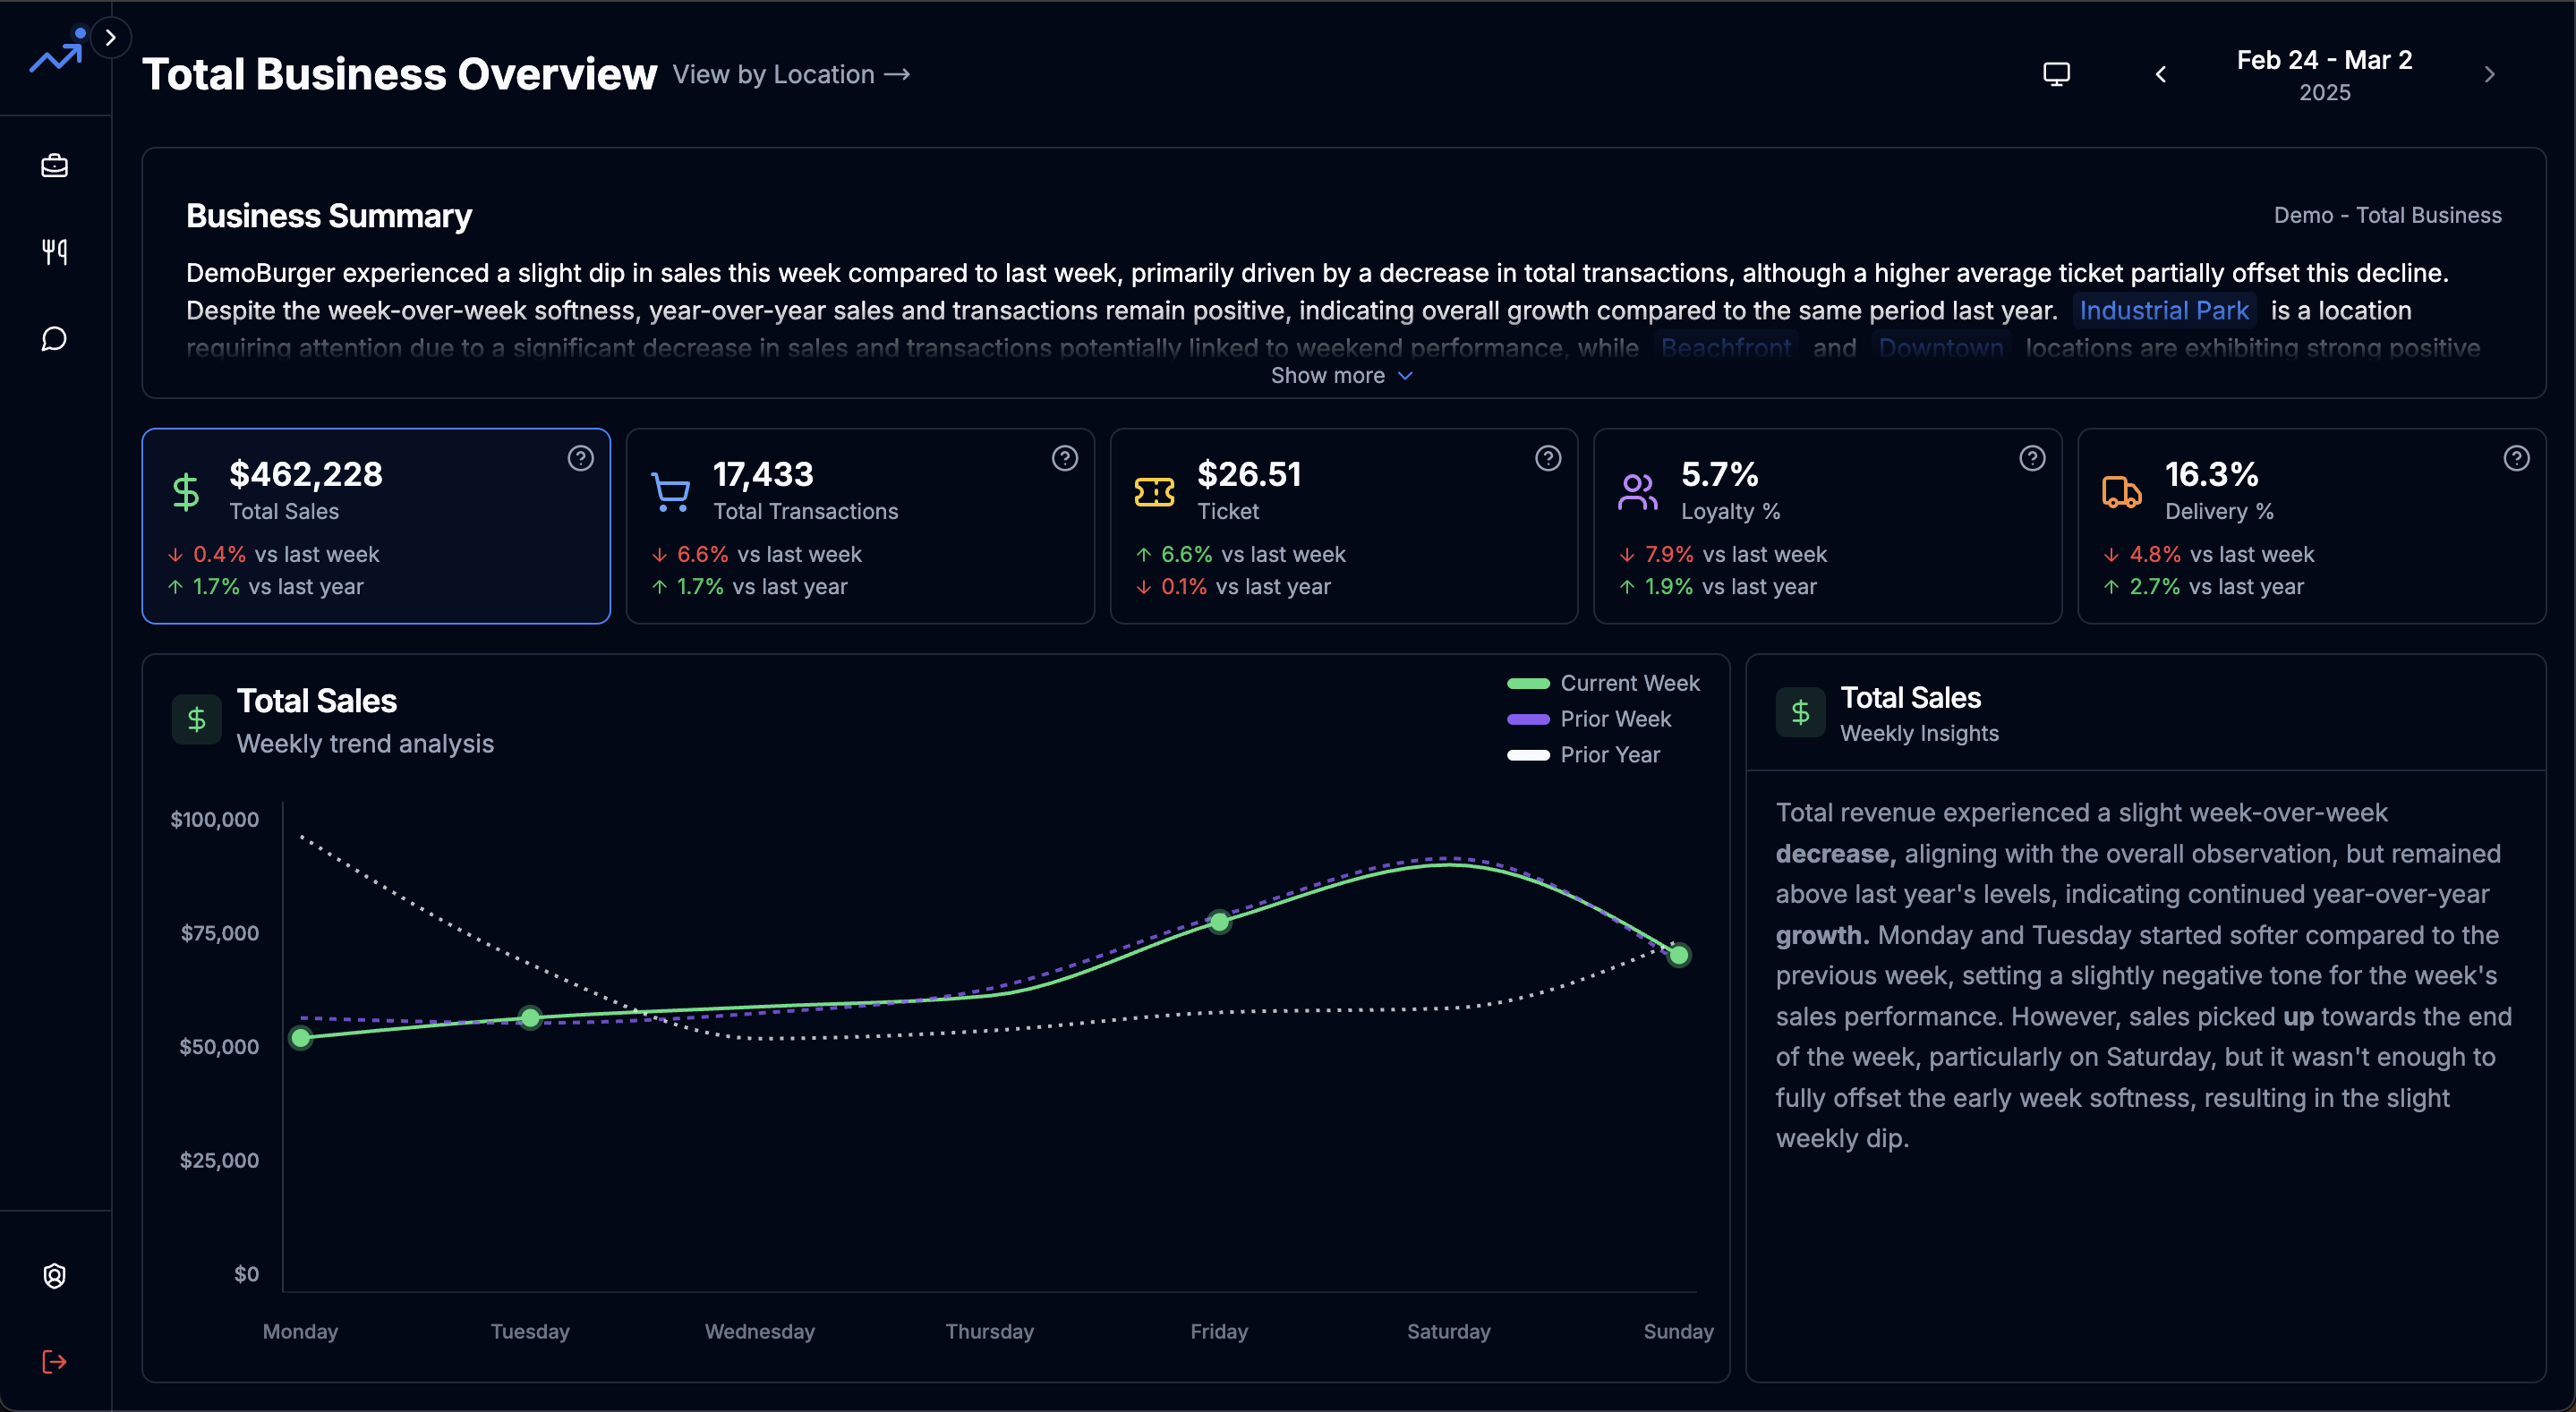 Total Business Overview View by Location →
Feb 24 - Mar 2
2025
Business Summary
Demo - Total Business
DemoBurger experienced a slight dip in sales this week compared to last week, primarily driven by a decrease in total transactions, although a higher average ticket partially offset this decline.
Despite the week-over-week softness, year-over-year sales and transactions remain positive, indicating overall growth compared to the same period last year. Industrial Park is a location
requiring attention due to a significant decrease in sales and transactions potentially linked to weekend performance, while Beachfront and Downtown locations are exhibiting strong positive
Show more
$462,228
Total Sales
↓ 0.4% vs last week
↑ 1.7% vs last year
17,433
Total Transactions
↓ 6.6% vs last week
↑ 1.7% vs last year
$26.51
Ticket
↑ 6.6% vs last week
↓ 0.1% vs last year
5.7%
Loyalty %
↓ 7.9% vs last week
↑ 1.9% vs last year
16.3%
Delivery %
↓ 4.8% vs last week
↑ 2.7% vs last year
Total Sales
Weekly trend analysis
Current Week
Prior Week
Prior Year
$100,000
$75,000
$50,000
$25,000
$0
Monday Tuesday Wednesday Thursday Friday Saturday Sunday
Total Sales
Weekly Insights
Total revenue experienced a slight week-over-week
decrease, aligning with the overall observation, but remained
above last year's levels, indicating continued year-over-year
growth. Monday and Tuesday started softer compared to the
previous week, setting a slightly negative tone for the week's
sales performance. However, sales picked up towards the end
of the week, particularly on Saturday, but it wasn't enough to
fully offset the early week softness, resulting in the slight
weekly dip.